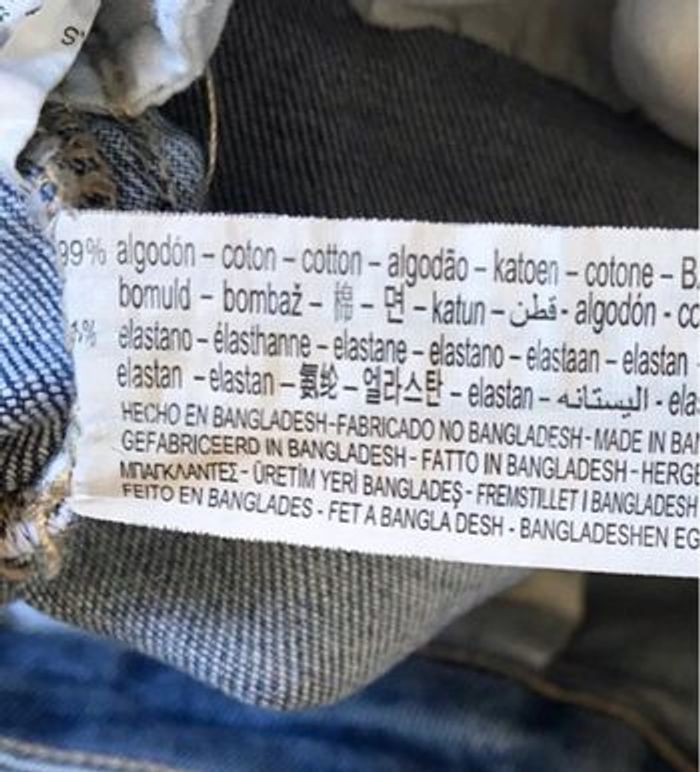 S'
99% algodón – coton – cotton – algodão – katoen – cotone – B
bomuld – bombaž – 棉 – 면 – katun – قطن - algodón - co
1% elastano – élasthanne – elastane – elastano – elastaan – elastan -
elastan – elastan – 氨纶 – 엘라스탄 – elastan – اليستانه - ela
HECHO EN BANGLADESH-FABRICADO NO BANGLADESH - MADE IN BA
GEFABRICEERD IN BANGLADESH - FATTO IN BANGLADESH - HERG
ΜΠΑΓΚΛΑΝΤΕΣ - ÜRETİM YERİ BANGLADEŞ - FREMSTILLET I BANGLADESH
FEITO EN BANGLADES - FET A BANGLA DESH - BANGLADESHEN EG